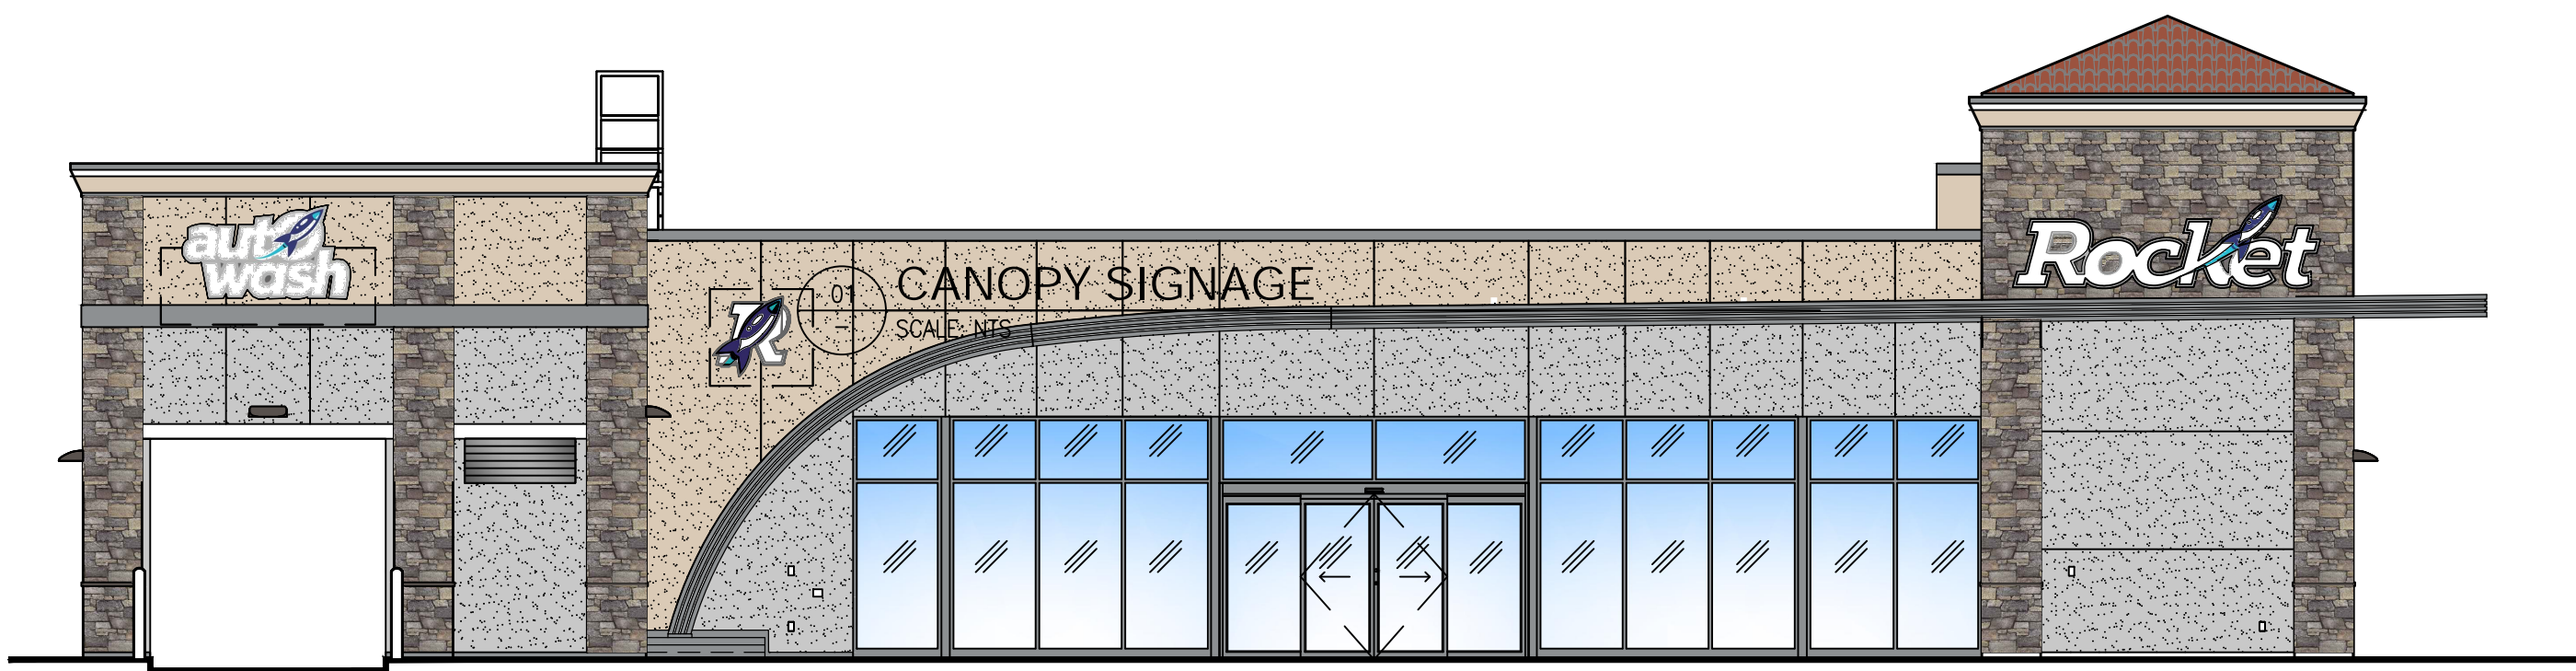 auto
wash
R
01
-
CANOPY SIGNAGE
SCALE: NTS
Rocket